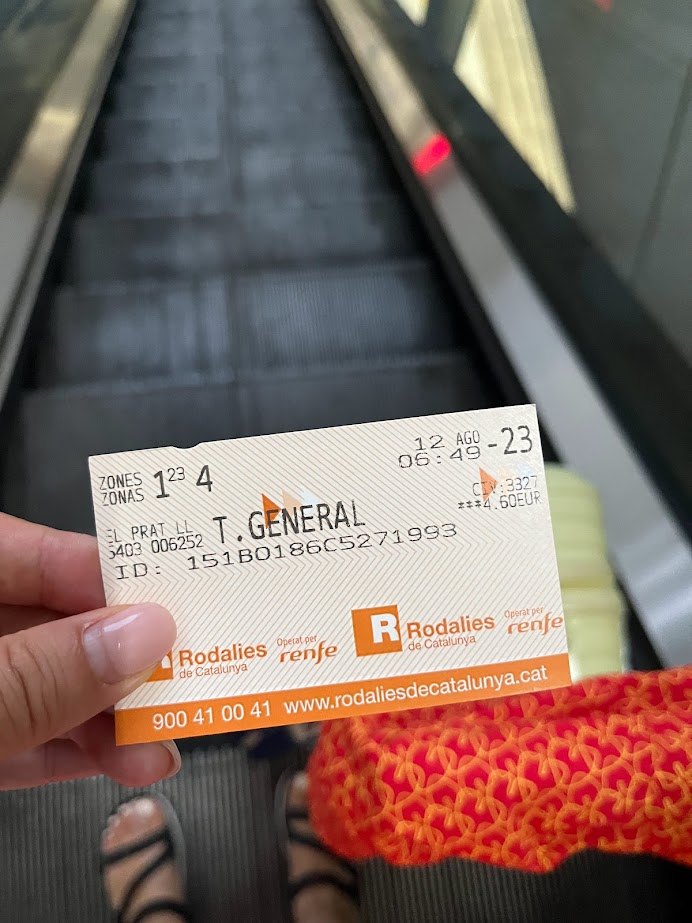 ZONES
ZONAS 1 23 4
12 AGO -23
06:49
CIV:3327
***4.60EUR
EL PRAT LL
5403 006252 T.GENERAL
ID: 151B0186C5271993
Rodalies
de Catalunya
Operat per
renfe
R Rodalies
de Catalunya
Operat per
renfe
900 41 00 41 www.rodaliesdecatalunya.cat